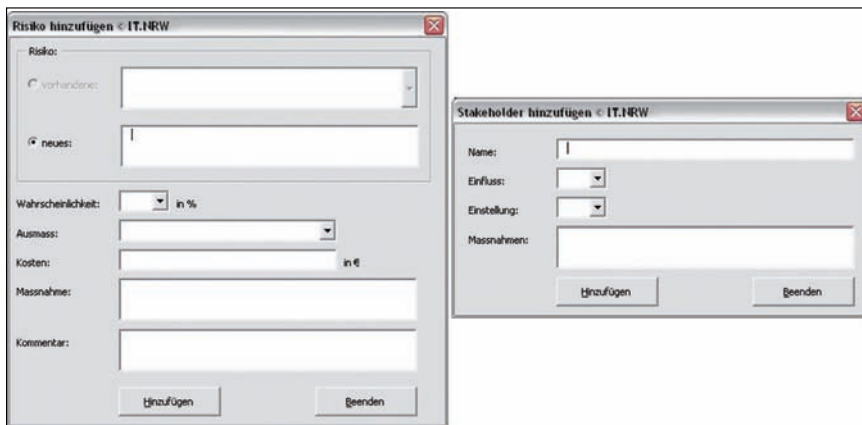 Risiko hinzufügen © IT.NRW
Risiko:
vorhandene:
neues:
Wahrscheinlichkeit:
in %
Ausmass:
Kosten:
in €
Massnahme:
Kommentar:
Hinzufügen
Beenden
Stakeholder hinzufügen © IT.NRW
Name:
Einfluss:
Einstellung:
Massnahmen:
Hinzufügen
Beenden